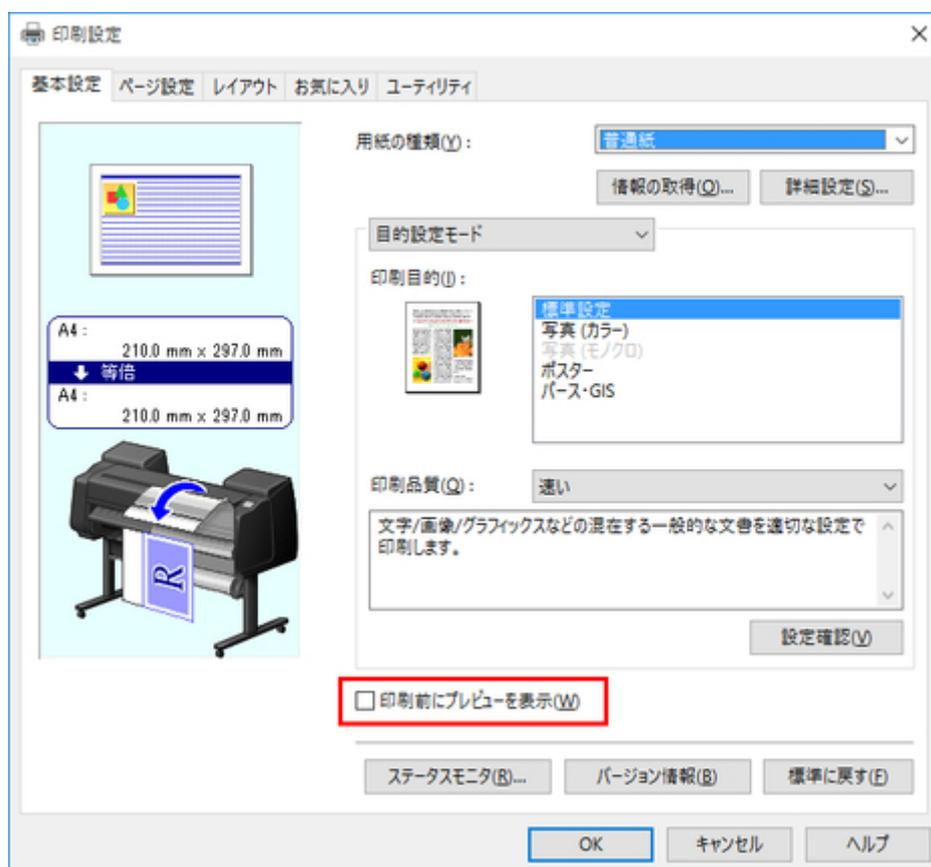 印刷設定
基本設定 ページ設定 レイアウト お気に入り ユーティリティ
用紙の種類(Y): 普通紙
情報の取得(O)... 詳細設定(S)...
目的設定モード
印刷目的(I):
標準設定
写真 (カラー)
写真 (モノクロ)
ポスター
パース・GIS
A4:
210.0 mm × 297.0 mm
等倍
A4:
210.0 mm × 297.0 mm
R
印刷品質(Q): 速い
文字/画像/グラフィックスなどの混在する一般的な文書を適切な設定で
印刷します。
設定確認(V)
印刷前にプレビューを表示(W)
ステータスモニタ(R)... バージョン情報(B) 標準に戻す(F)
OK キャンセル ヘルプ